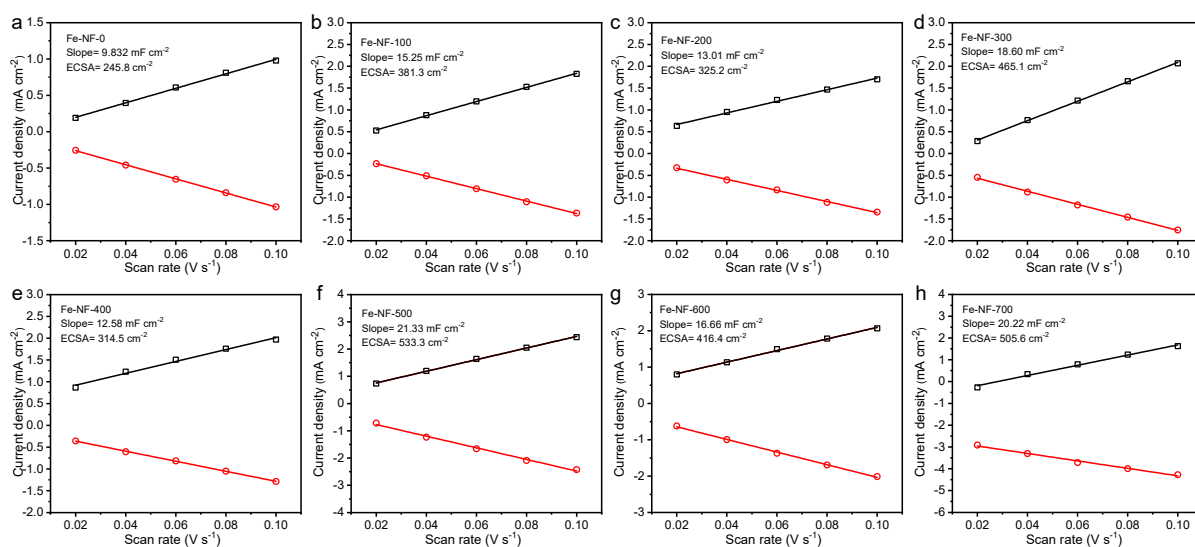 a
Fe-NF-0
Slope= 9.832 mF cm⁻²
ECSA= 245.8 cm⁻²
1.5
1.0
0.5
0.0
-0.5
-1.0
-1.5
0.02 0.04 0.06 0.08 0.10
Scan rate (V s⁻¹)
Current density (mA cm⁻²)
b
Fe-NF-100
Slope= 15.25 mF cm⁻²
ECSA= 381.3 cm⁻²
3.0
2.5
2.0
1.5
1.0
0.5
0.0
-0.5
-1.0
-1.5
-2.0
0.02 0.04 0.06 0.08 0.10
Scan rate (V s⁻¹)
Current density (mA cm⁻²)
c
Fe-NF-200
Slope= 13.01 mF cm⁻²
ECSA= 325.2 cm⁻²
3.0
2.5
2.0
1.5
1.0
0.5
0.0
-0.5
-1.0
-1.5
-2.0
0.02 0.04 0.06 0.08 0.10
Scan rate (V s⁻¹)
Current density (mA cm⁻²)
d
Fe-NF-300
Slope= 18.60 mF cm⁻²
ECSA= 465.1 cm⁻²
3.0
2.5
2.0
1.5
1.0
0.5
0.0
-0.5
-1.0
-1.5
-2.0
0.02 0.04 0.06 0.08 0.10
Scan rate (V s⁻¹)
Current density (mA cm⁻²)
e
Fe-NF-400
Slope= 12.58 mF cm⁻²
ECSA= 314.5 cm⁻²
3.0
2.5
2.0
1.5
1.0
0.5
0.0
-0.5
-1.0
-1.5
-2.0
0.02 0.04 0.06 0.08 0.10
Scan rate (V s⁻¹)
Current density (mA cm⁻²)
f
Fe-NF-500
Slope= 21.33 mF cm⁻²
ECSA= 533.3 cm⁻²
4
3
2
1
0
-1
-2
-3
-4
0.02 0.04 0.06 0.08 0.10
Scan rate (V s⁻¹)
Current density (mA cm⁻²)
g
Fe-NF-600
Slope= 16.66 mF cm⁻²
ECSA= 416.4 cm⁻²
4
3
2
1
0
-1
-2
-3
0.02 0.04 0.06 0.08 0.10
Scan rate (V s⁻¹)
Current density (mA cm⁻²)
h
Fe-NF-700
Slope= 20.22 mF cm⁻²
ECSA= 505.6 cm⁻²
4
3
2
1
0
-1
-2
-3
-4
-5
-6
0.02 0.04 0.06 0.08 0.10
Scan rate (V s⁻¹)
Current density (mA cm⁻²)